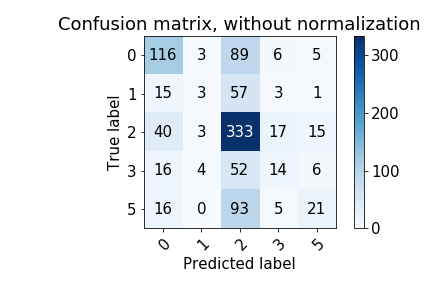 Confusion matrix, without normalization
0 116 3 89 6 5
1 15 3 57 3 1
2 40 3 333 17 15
3 16 4 52 14 6
5 16 0 93 5 21
0 1 2 3 5
True label
Predicted label
300
200
100
0